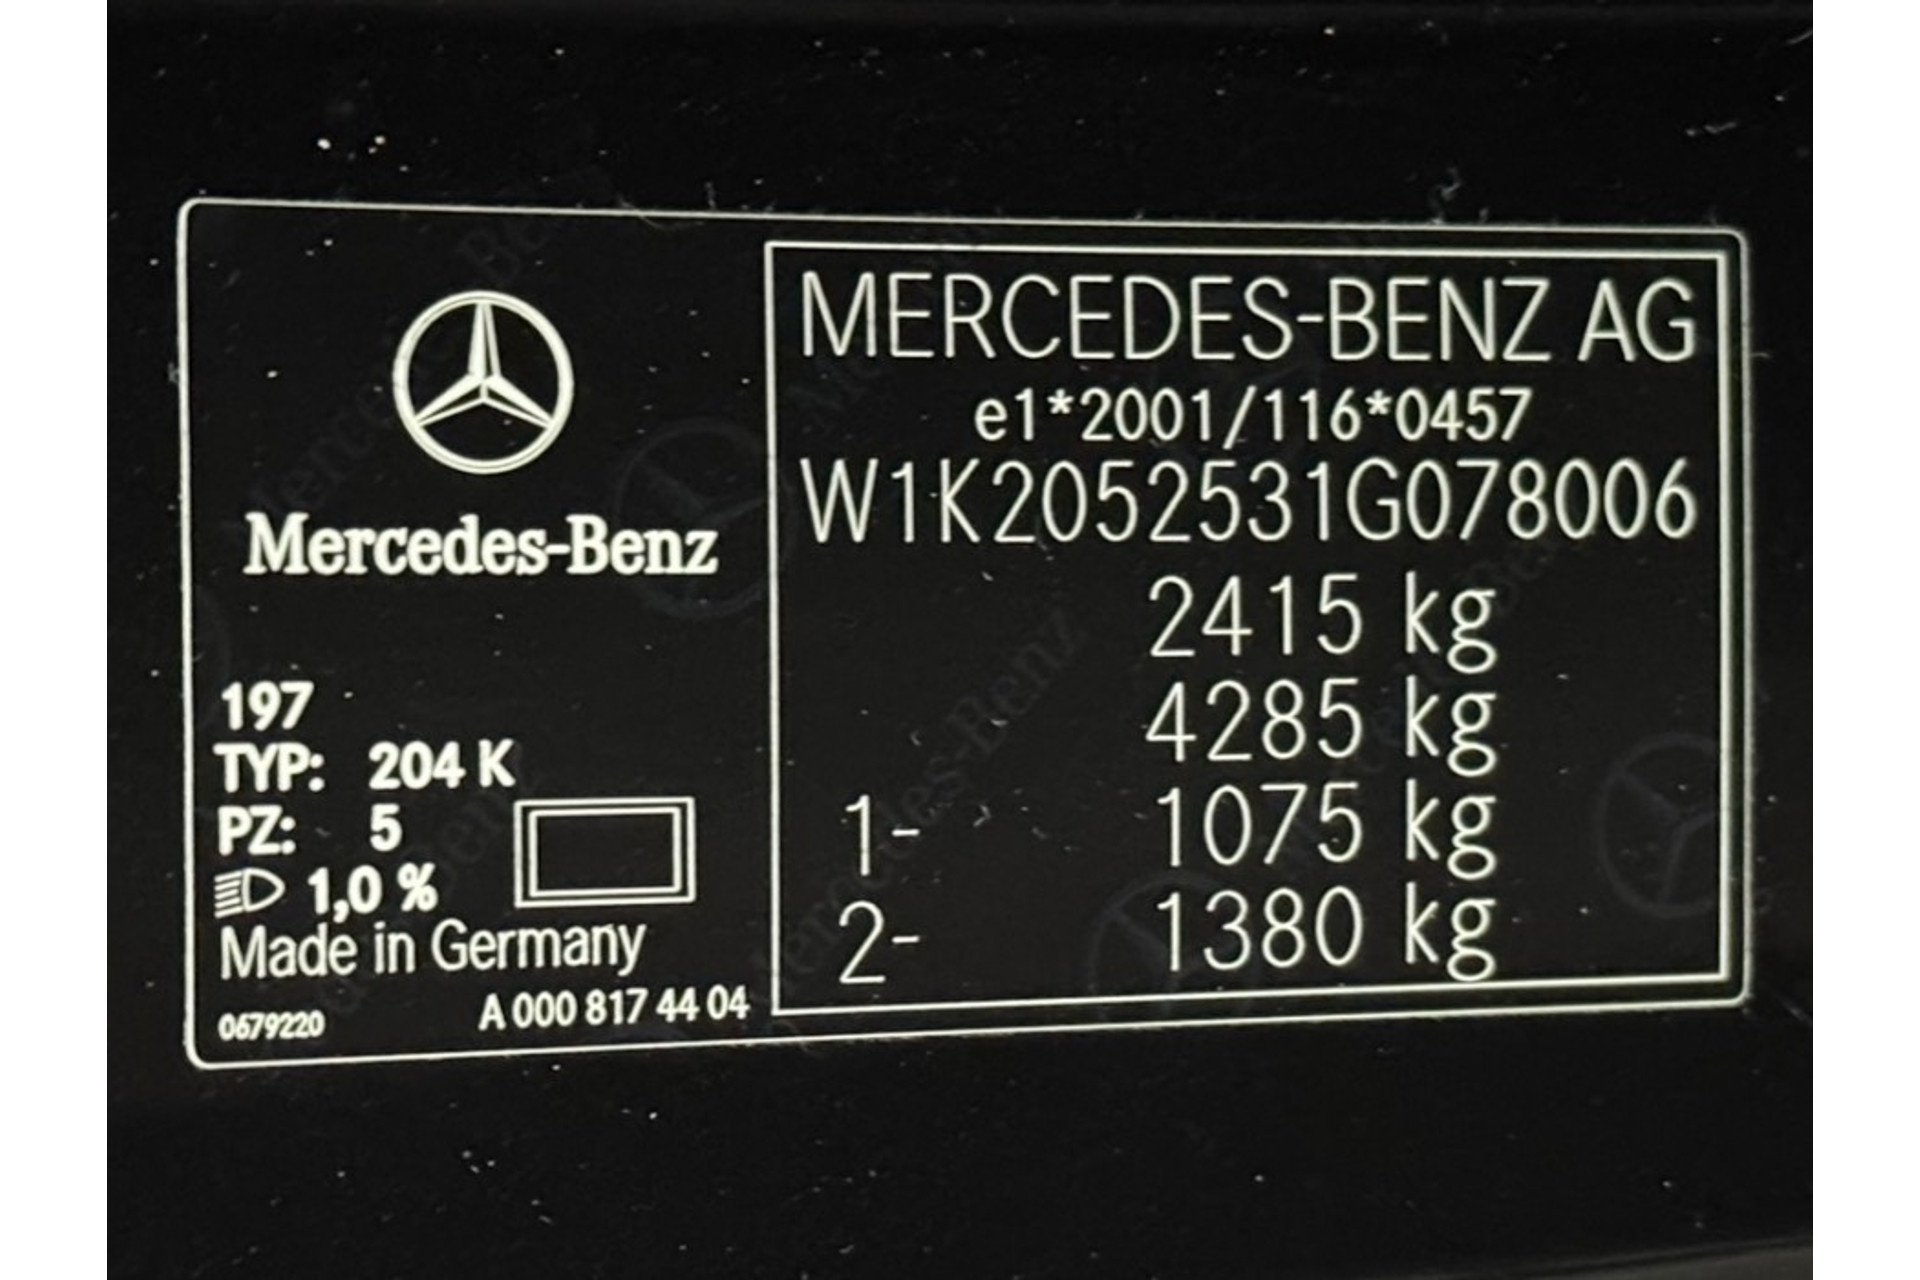 Mercedes-Benz
197
TYP: 204 K
PZ: 5
1,0 %
Made in Germany
0679220 A 000 817 44 04
MERCEDES-BENZ AG
e1*2001/116*0457
W1K2052531G078006
2415 kg
4285 kg
1- 1075 kg
2- 1380 kg